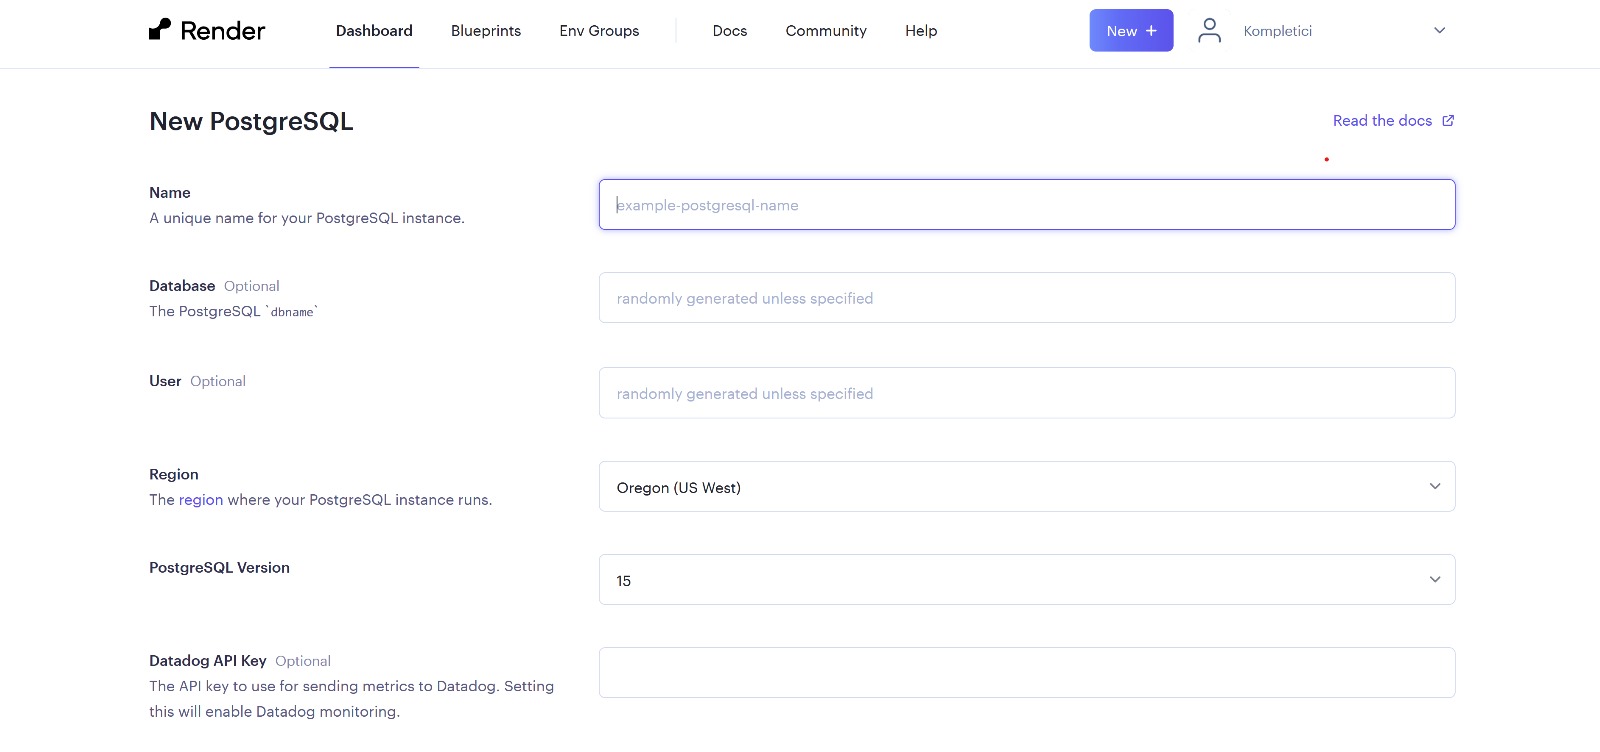 Render
Dashboard
Blueprints
Env Groups
Docs
Community
Help
New +
Kompletici
New PostgreSQL
Read the docs
Name
A unique name for your PostgreSQL instance.
example-postgresql-name
Database Optional
The PostgreSQL `dbname`
randomly generated unless specified
User Optional
randomly generated unless specified
Region
The region where your PostgreSQL instance runs.
Oregon (US West)
PostgreSQL Version
15
Datadog API Key Optional
The API key to use for sending metrics to Datadog. Setting
this will enable Datadog monitoring.